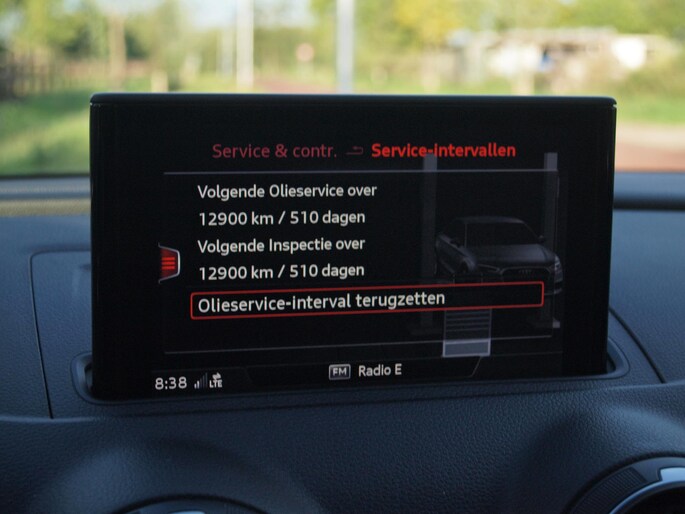 Service & contr. Service-intervallen
Volgende Olieservice over
12900 km / 510 dagen
Volgende Inspectie over
12900 km / 510 dagen
Olieservice-interval terugzetten
8:38 LTE FM Radio E